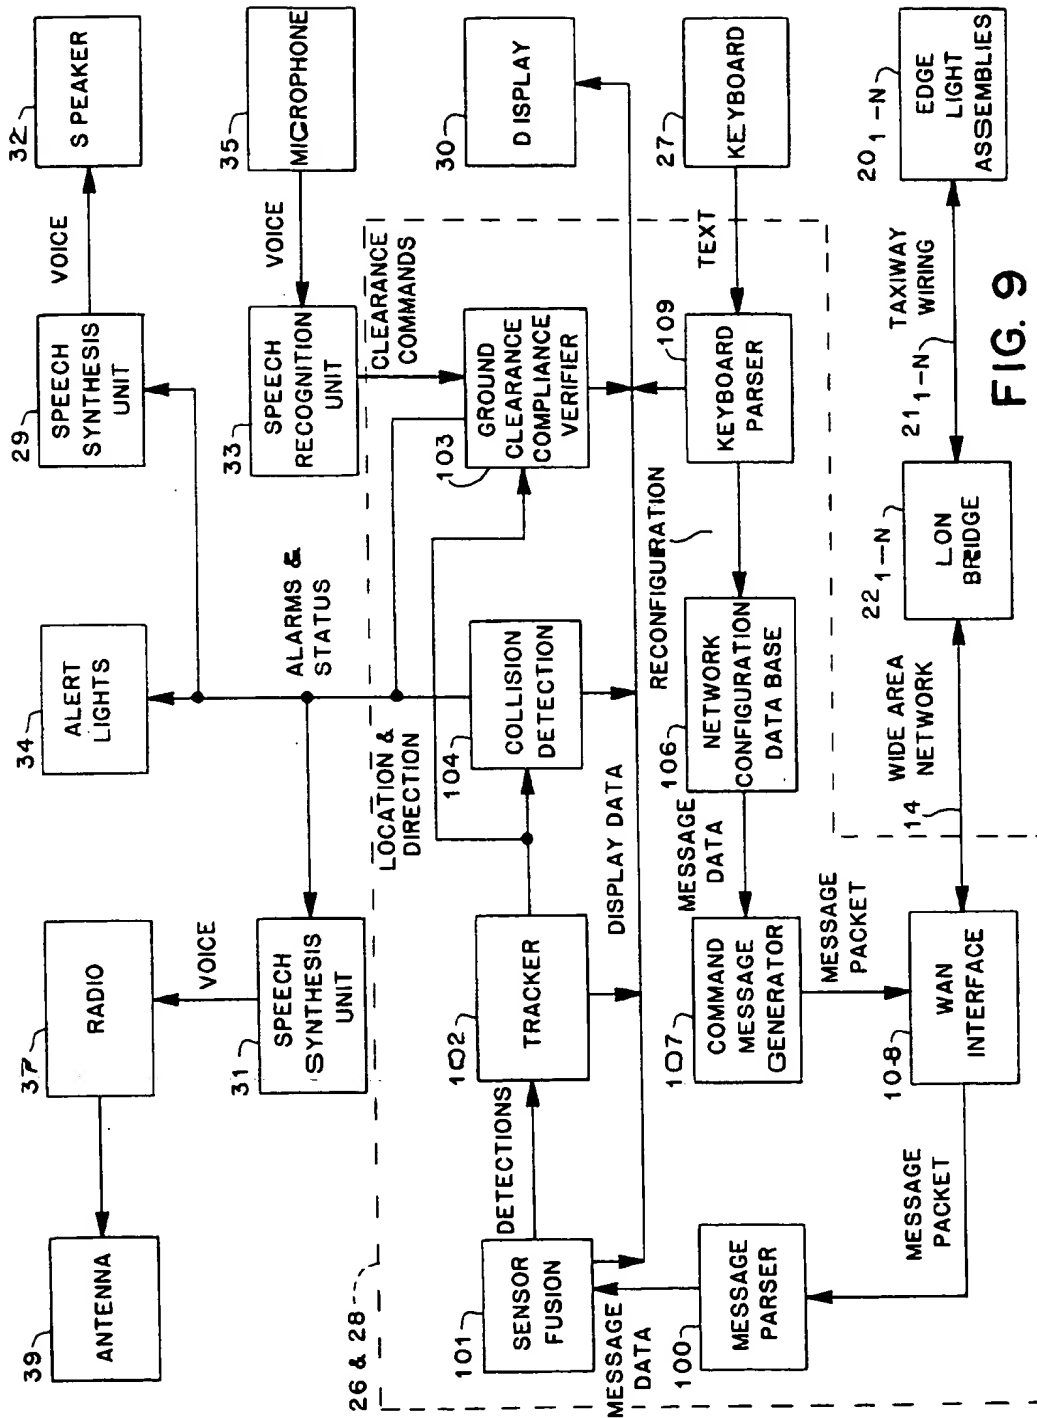 39
ANTENNA
37
RADIO
34
ALERT
LIGHTS
29
SPEECH
SYNTHESIS
UNIT
VOICE
32
SPEAKER
VOICE
31
SPEECH
SYNTHESIS
UNIT
ALARMS &
STATUS
33
SPEECH
RECOGNITION
UNIT
VOICE
35
MICROPHONE
26 & 28
LOCATION &
DIRECTION
CLEARANCE
COMMANDS
101
SENSOR
FUSION
DETECTIONS
102
TRACKER
104
COLLISION
DETECTION
103
GROUND
CLEARANCE
COMPLIANCE
VERIFIER
30
DISPLAY
DISPLAY DATA
MESSAGE
DATA
100
MESSAGE
PARSER
107
COMMAND
MESSAGE
GENERATOR
MESSAGE
DATA
106
NETWORK
CONFIGURATION
DATA BASE
RECONFIGURATION
109
KEYBOARD
PARSER
TEXT
27
KEYBOARD
MESSAGE
PACKET
MESSAGE
PACKET
108
WAN
INTERFACE
14
WIDE AREA
NETWORK
22 1-N
LON
BRIDGE
21 1-N
TAXIWAY
WIRING
20 1-N
EDGE
LIGHT
ASSEMBLIES
FIG. 9